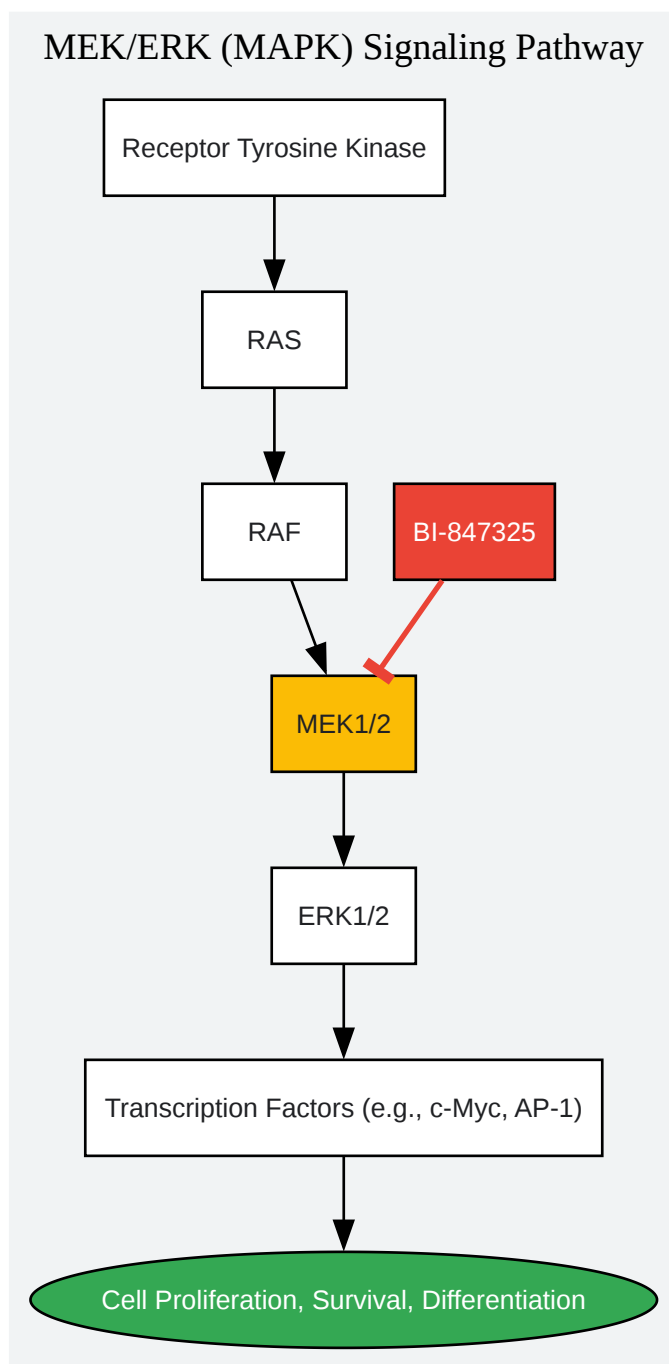 MEK/ERK (MAPK) Signaling Pathway
Receptor Tyrosine Kinase
RAS
RAF
BI-847325
MEK1/2
ERK1/2
Transcription Factors (e.g., c-Myc, AP-1)
Cell Proliferation, Survival, Differentiation